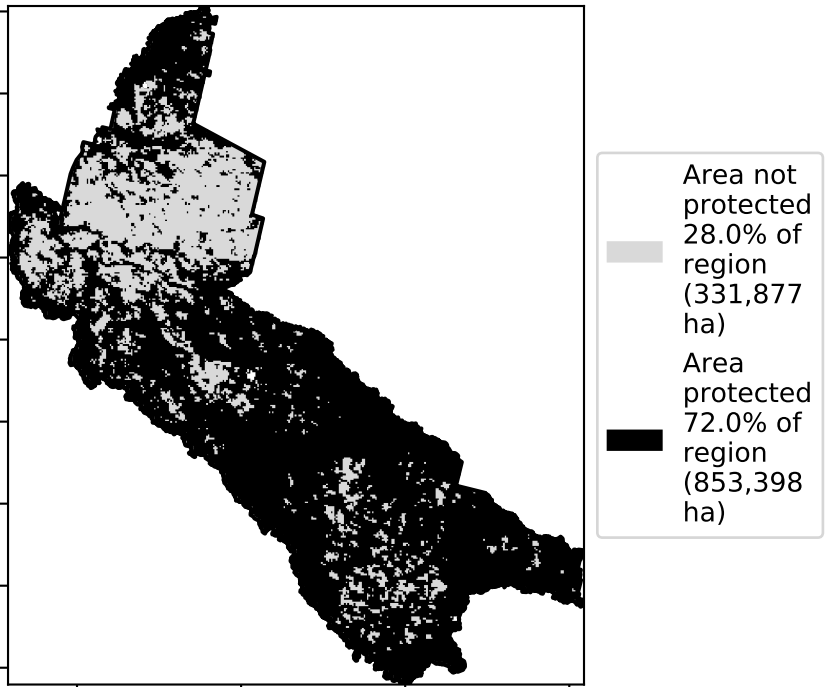 Area not
protected
28.0% of
region
(331,877
ha)
Area
protected
72.0% of
region
(853,398
ha)